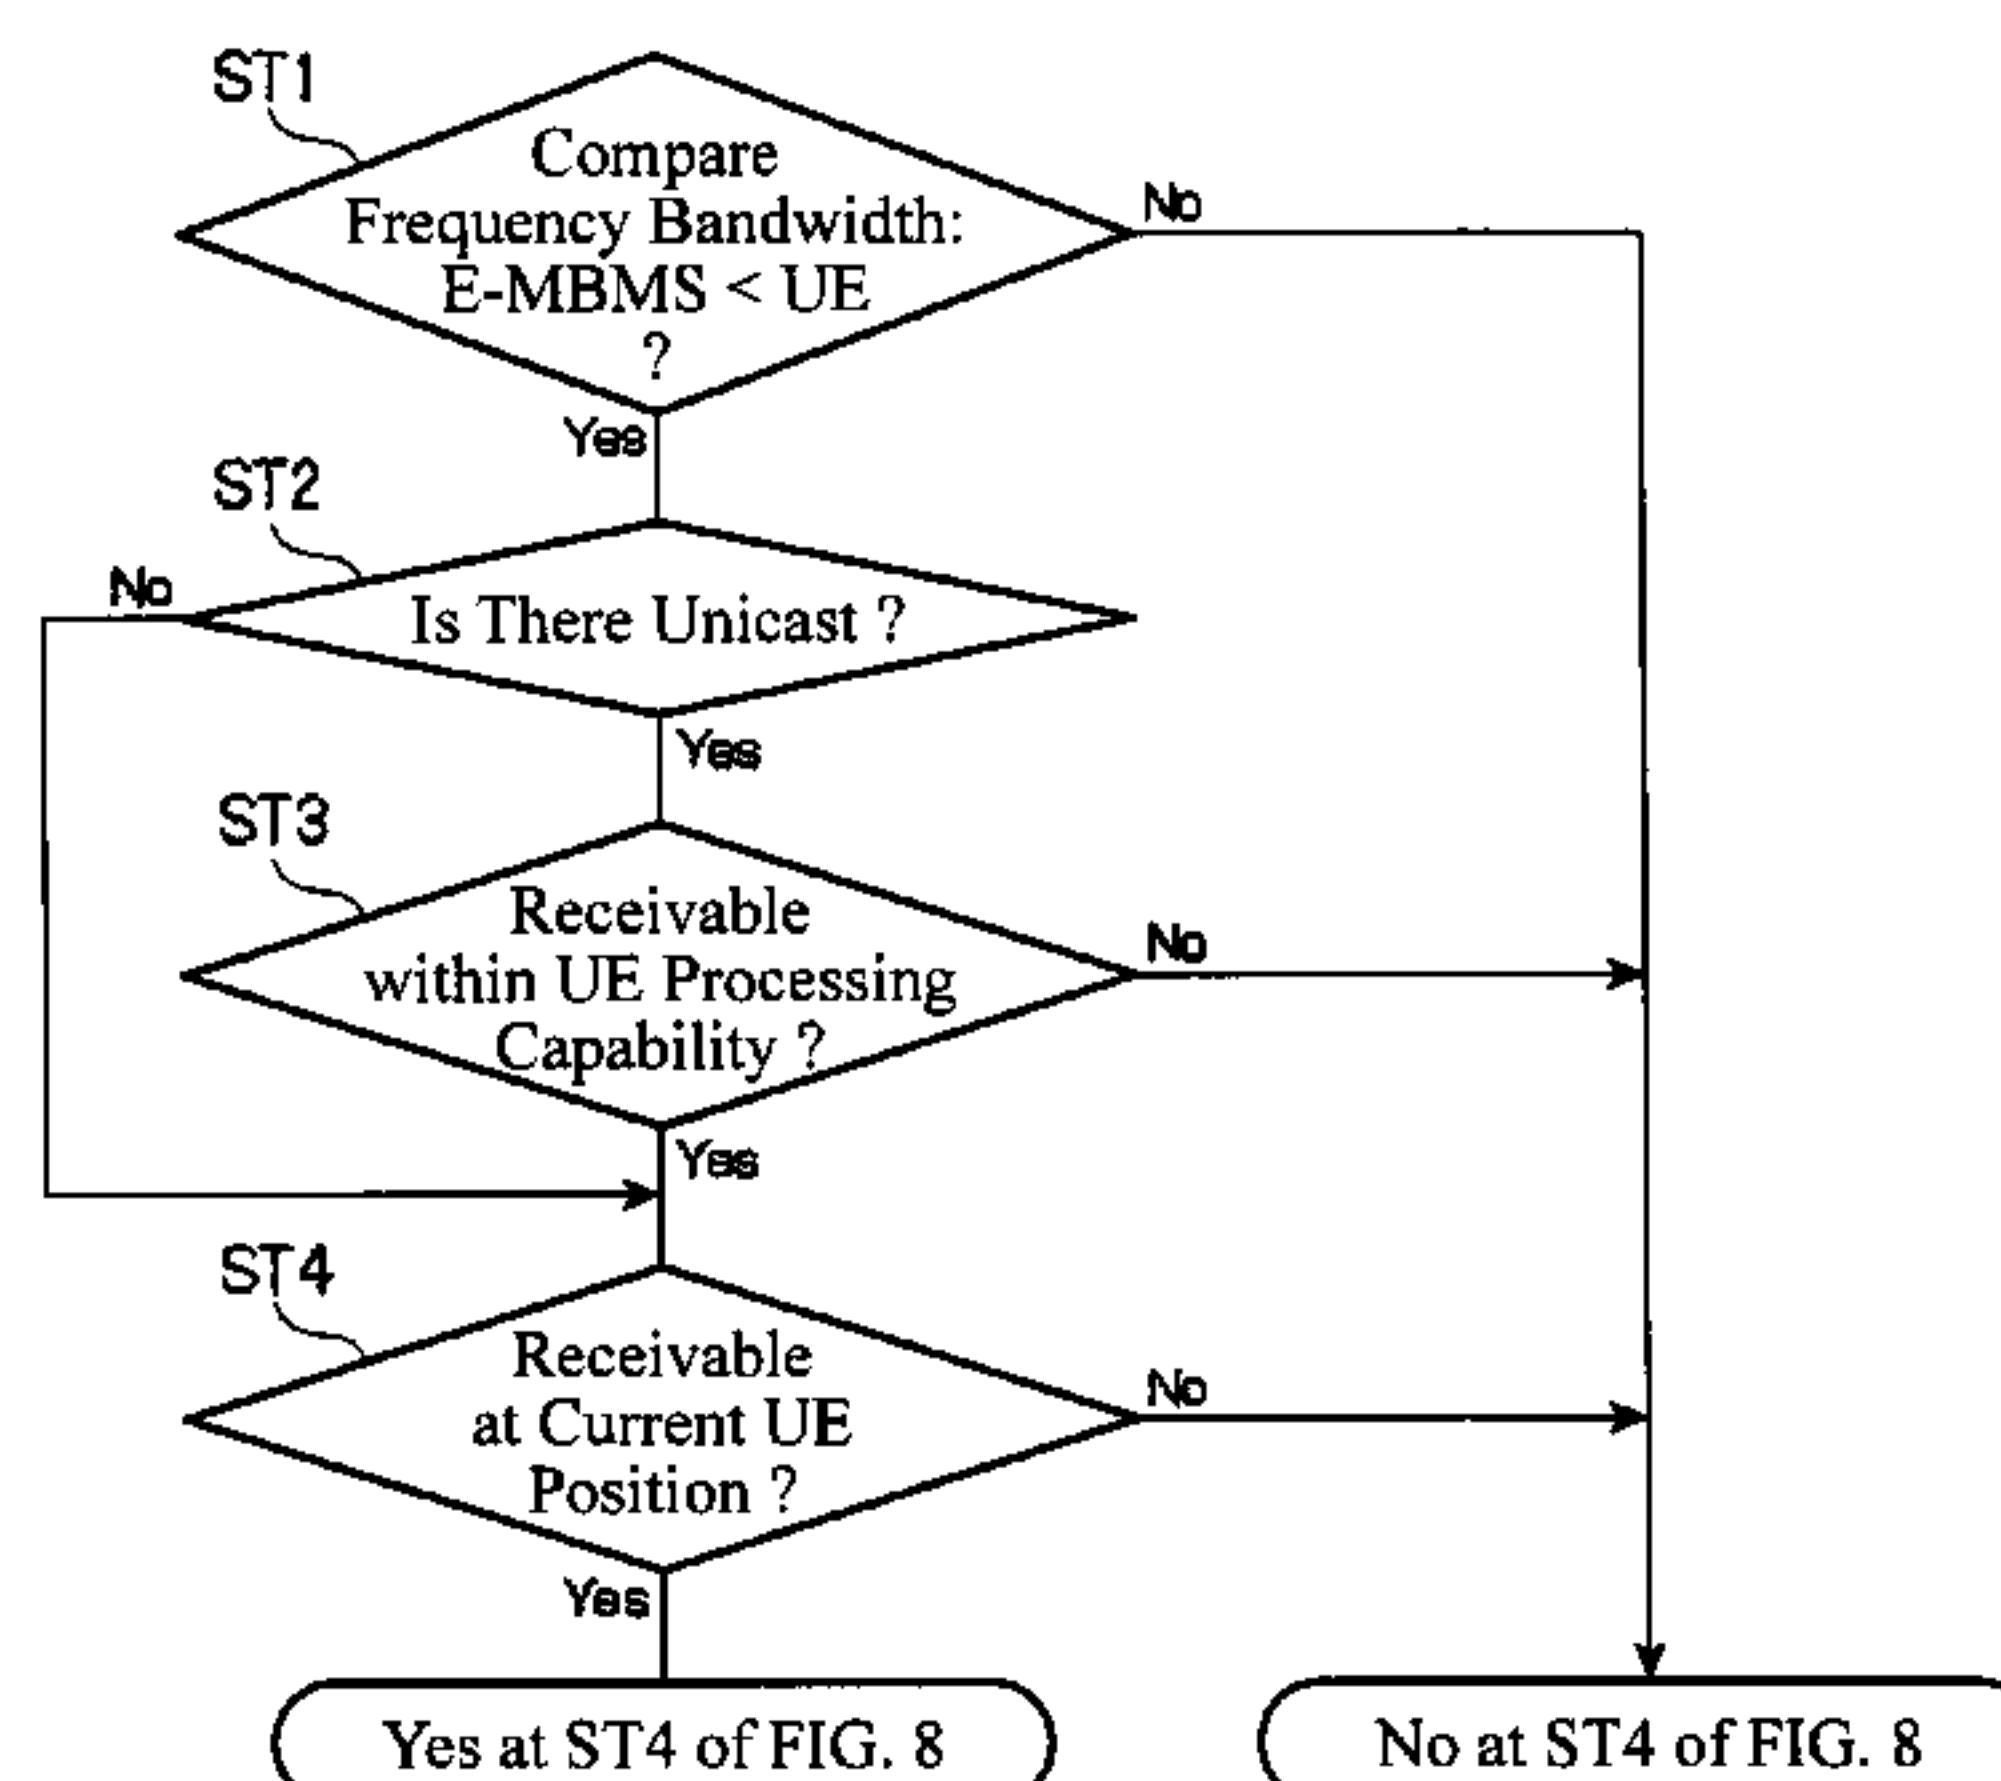 ST1
Compare
Frequency Bandwidth:
E-MBMS < UE
?
No
Yes
ST2
No
Is There Unicast ?
Yes
ST3
Receivable
within UE Processing
Capability ?
No
Yes
ST4
Receivable
at Current UE
Position ?
No
Yes
Yes at ST4 of FIG. 8
No at ST4 of FIG. 8